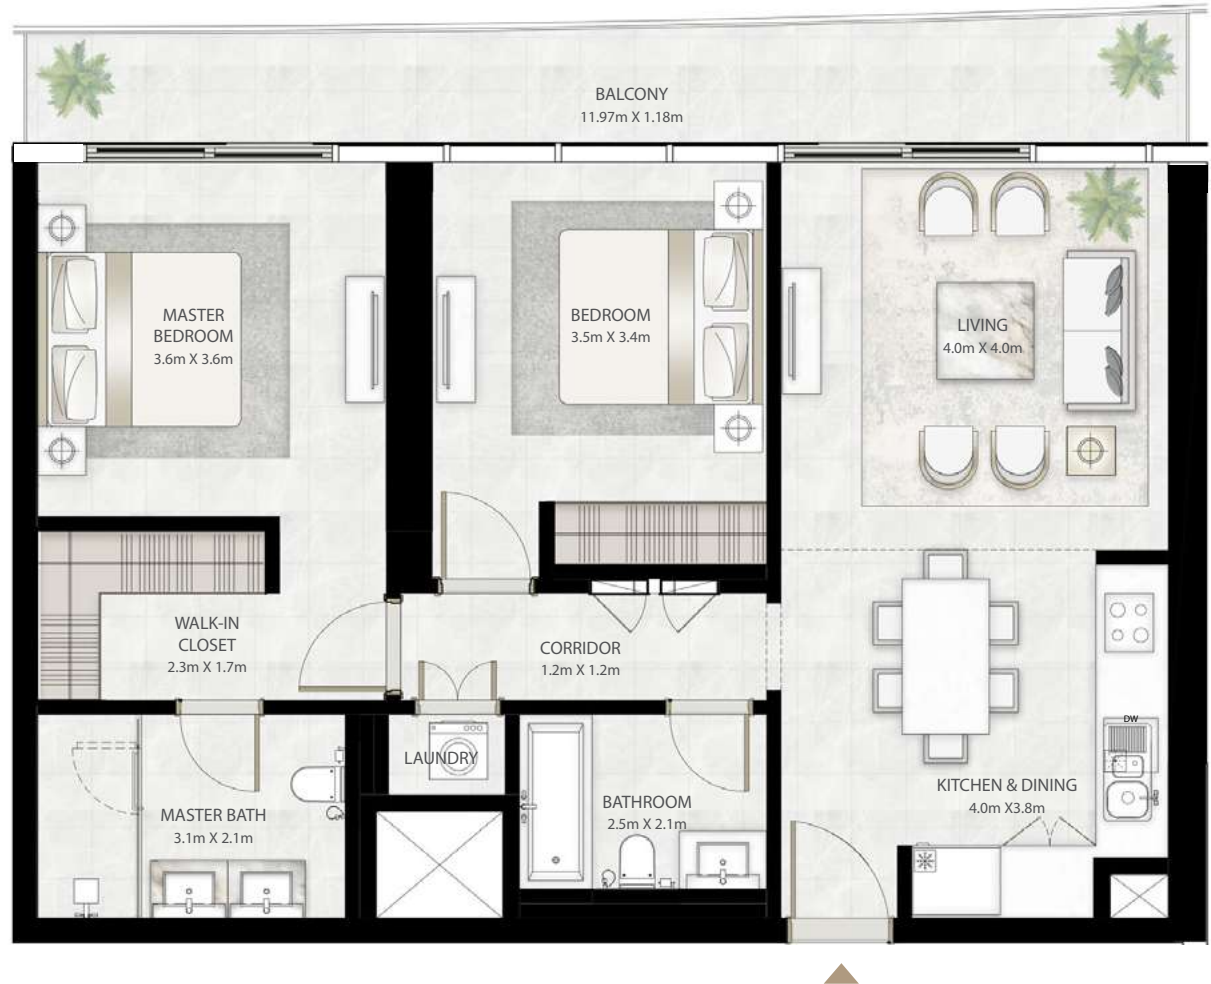 BALCONY
11.97m X 1.18m
MASTER
BEDROOM
3.6m X 3.6m
BEDROOM
3.5m X 3.4m
LIVING
4.0m X 4.0m
WALK-IN
CLOSET
2.3m X 1.7m
CORRIDOR
1.2m X 1.2m
LAUNDRY
MASTER BATH
3.1m X 2.1m
BATHROOM
2.5m X 2.1m
DW
KITCHEN & DINING
4.0m X3.8m